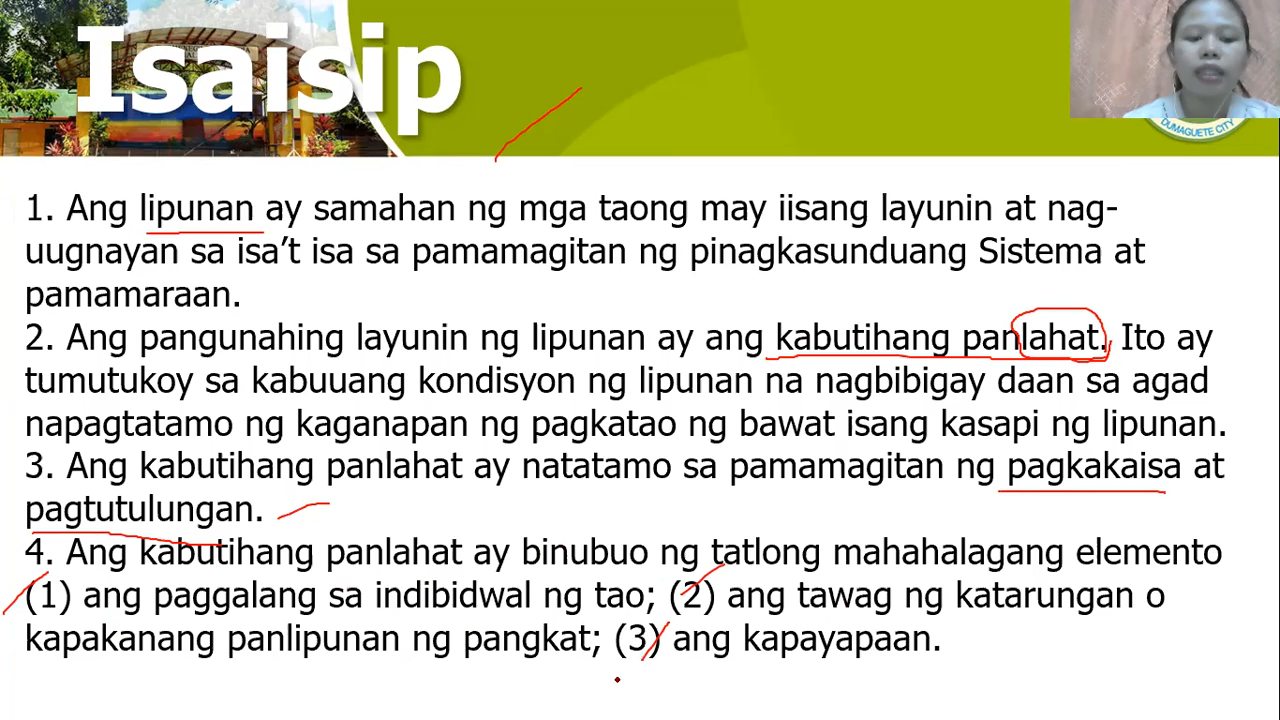 Isaisip
DUMAGUETE CITY
1. Ang lipunan ay samahan ng mga taong may iisang layunin at nag-
uugnayan sa isa’t isa sa pamamagitan ng pinagkasunduang Sistema at
pamamaraan.
2. Ang pangunahing layunin ng lipunan ay ang kabutihang panlahat. Ito ay
tumutukoy sa kabuuang kondisyon ng lipunan na nagbibigay daan sa agad
napagtatamo ng kaganapan ng pagkatao ng bawat isang kasapi ng lipunan.
3. Ang kabutihang panlahat ay natatamo sa pamamagitan ng pagkakaisa at
pagtutulungan.
4. Ang kabutihang panlahat ay binubuo ng tatlong mahahalagang elemento
(1) ang paggalang sa indibidwal ng tao; (2) ang tawag ng katarungan o
kapakanang panlipunan ng pangkat; (3) ang kapayapaan.